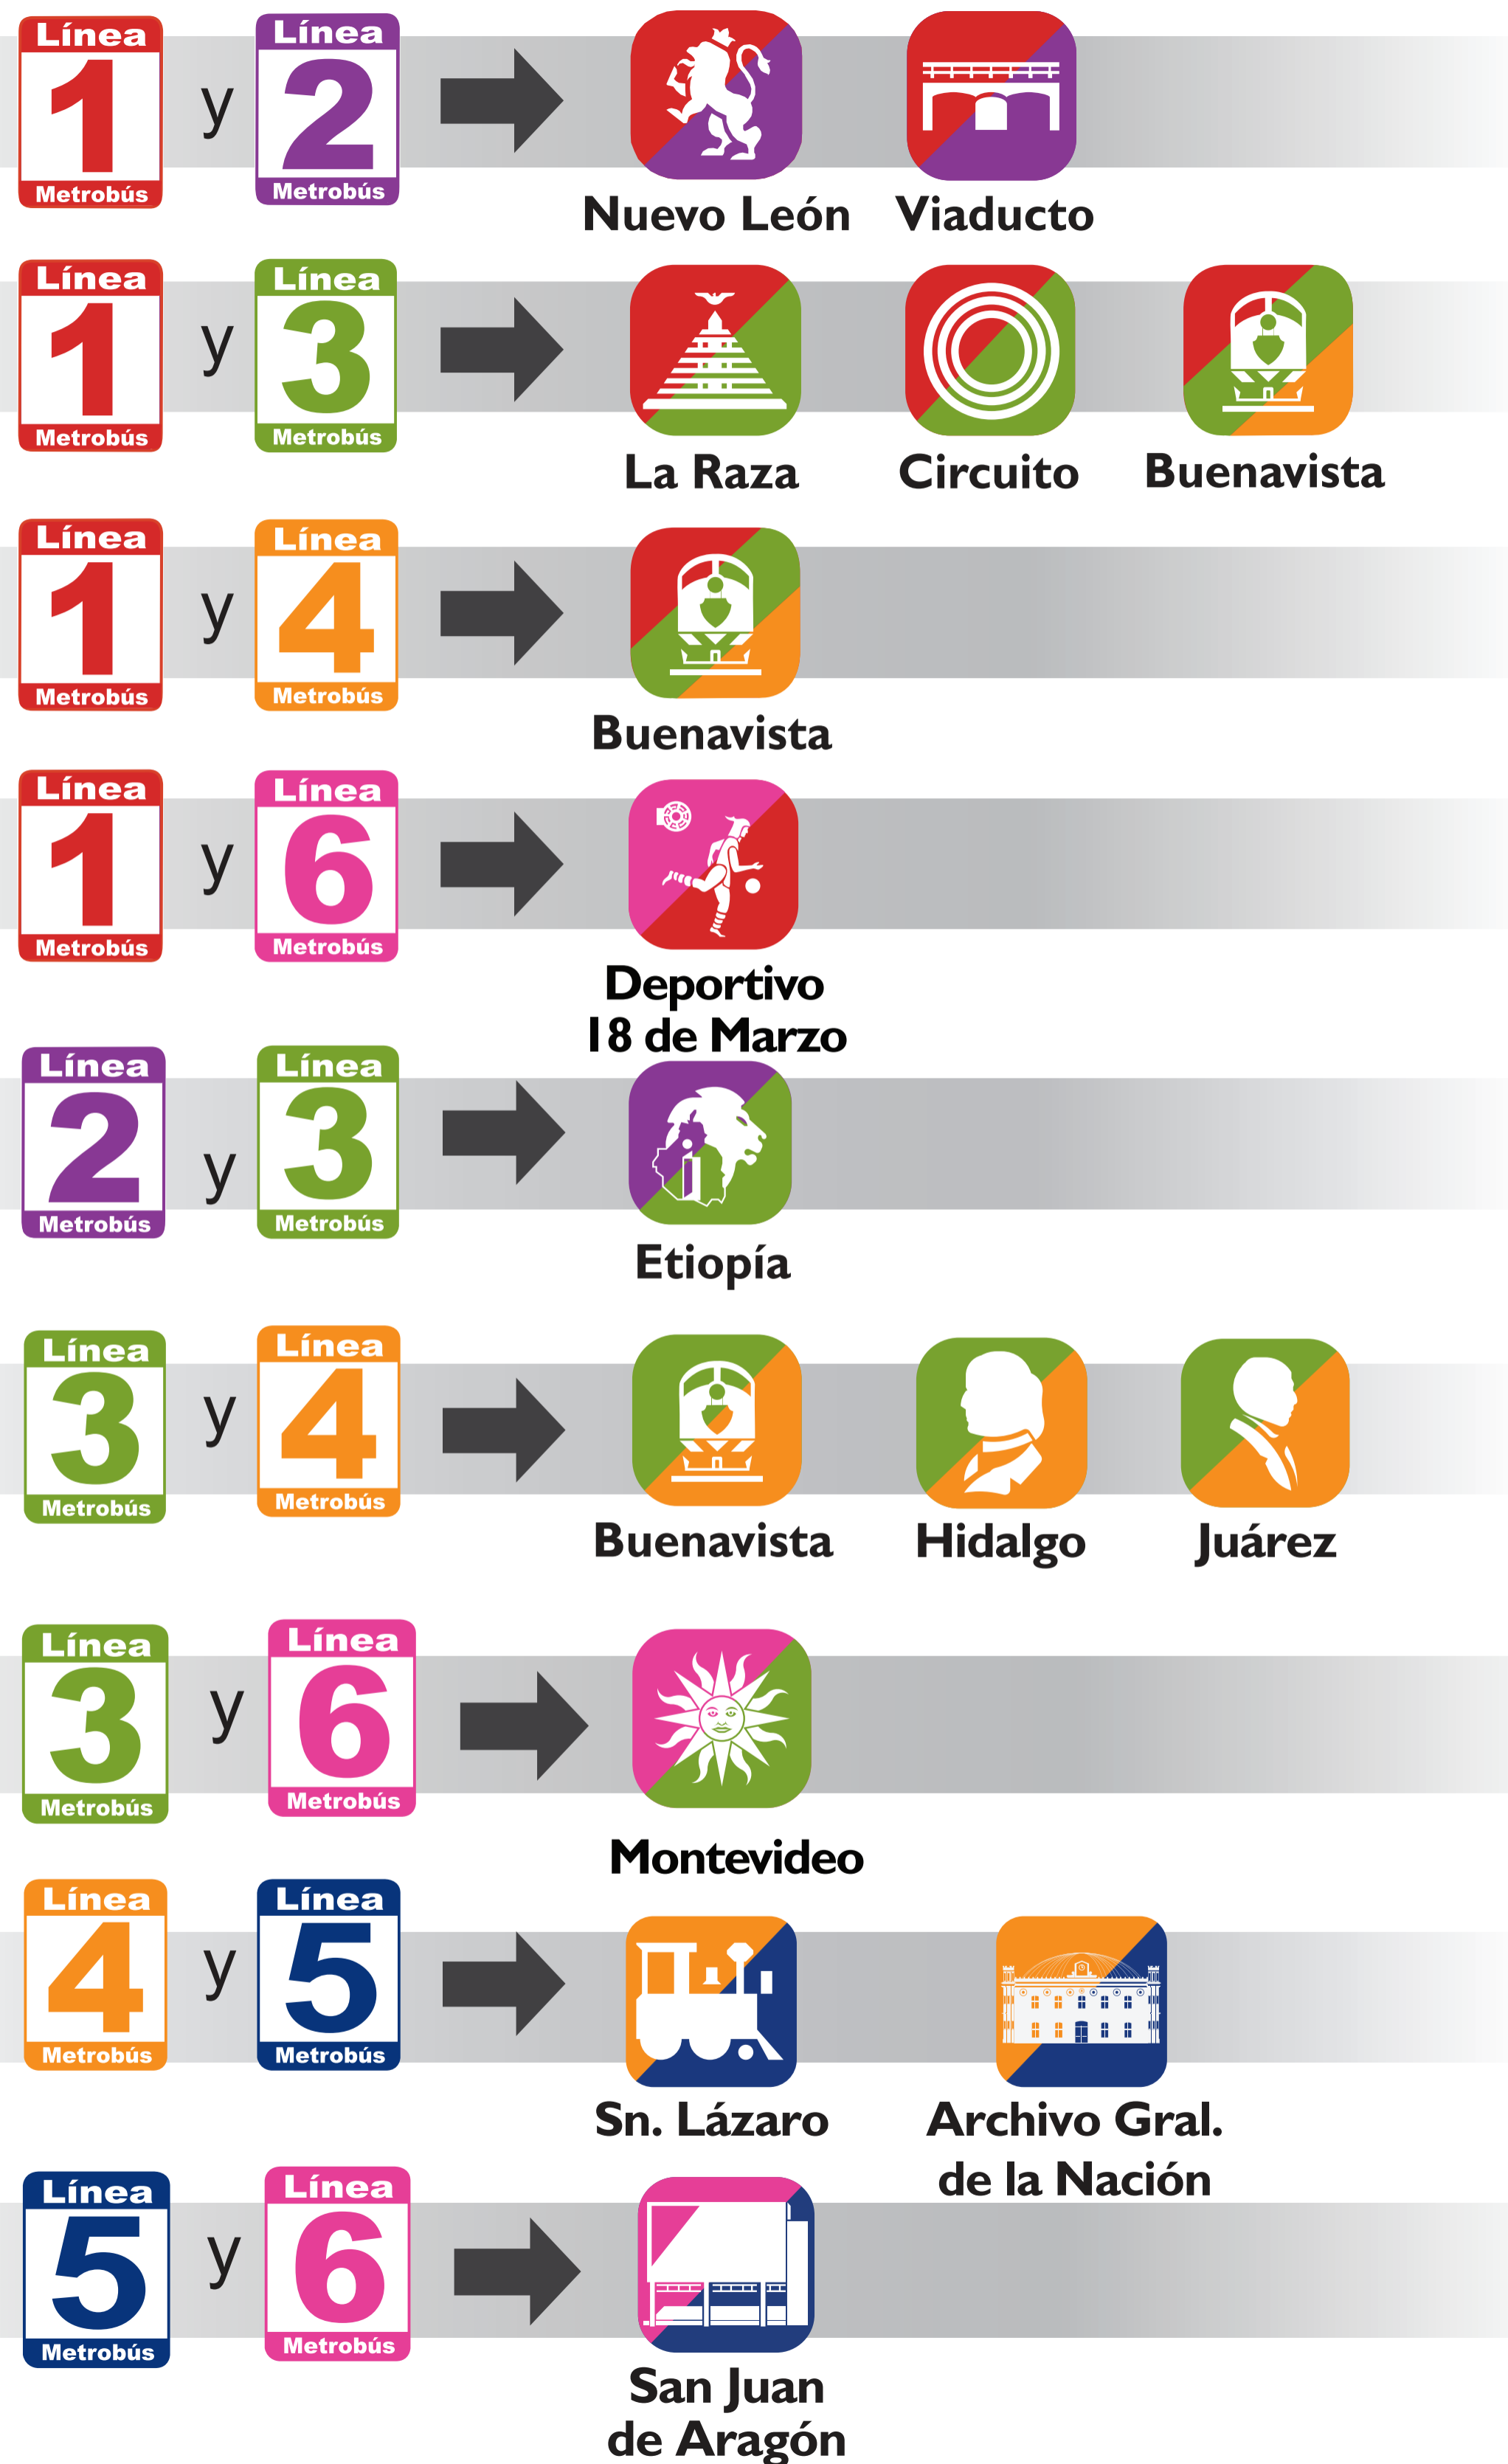 Línea
1
Metrobús
y
Línea
2
Metrobús
Nuevo León
Viaducto
Línea
1
Metrobús
y
Línea
3
Metrobús
La Raza
Circuito
Buenavista
Línea
1
Metrobús
y
Línea
4
Metrobús
Buenavista
Línea
1
Metrobús
y
Línea
6
Metrobús
Deportivo
18 de Marzo
Línea
2
Metrobús
y
Línea
3
Metrobús
Etiopía
Línea
3
Metrobús
y
Línea
4
Metrobús
Buenavista
Hidalgo
Juárez
Línea
3
Metrobús
y
Línea
6
Metrobús
Montevideo
Línea
4
Metrobús
y
Línea
5
Metrobús
Sn. Lázaro
Archivo Gral.
de la Nación
Línea
5
Metrobús
y
Línea
6
Metrobús
San Juan
de Aragón